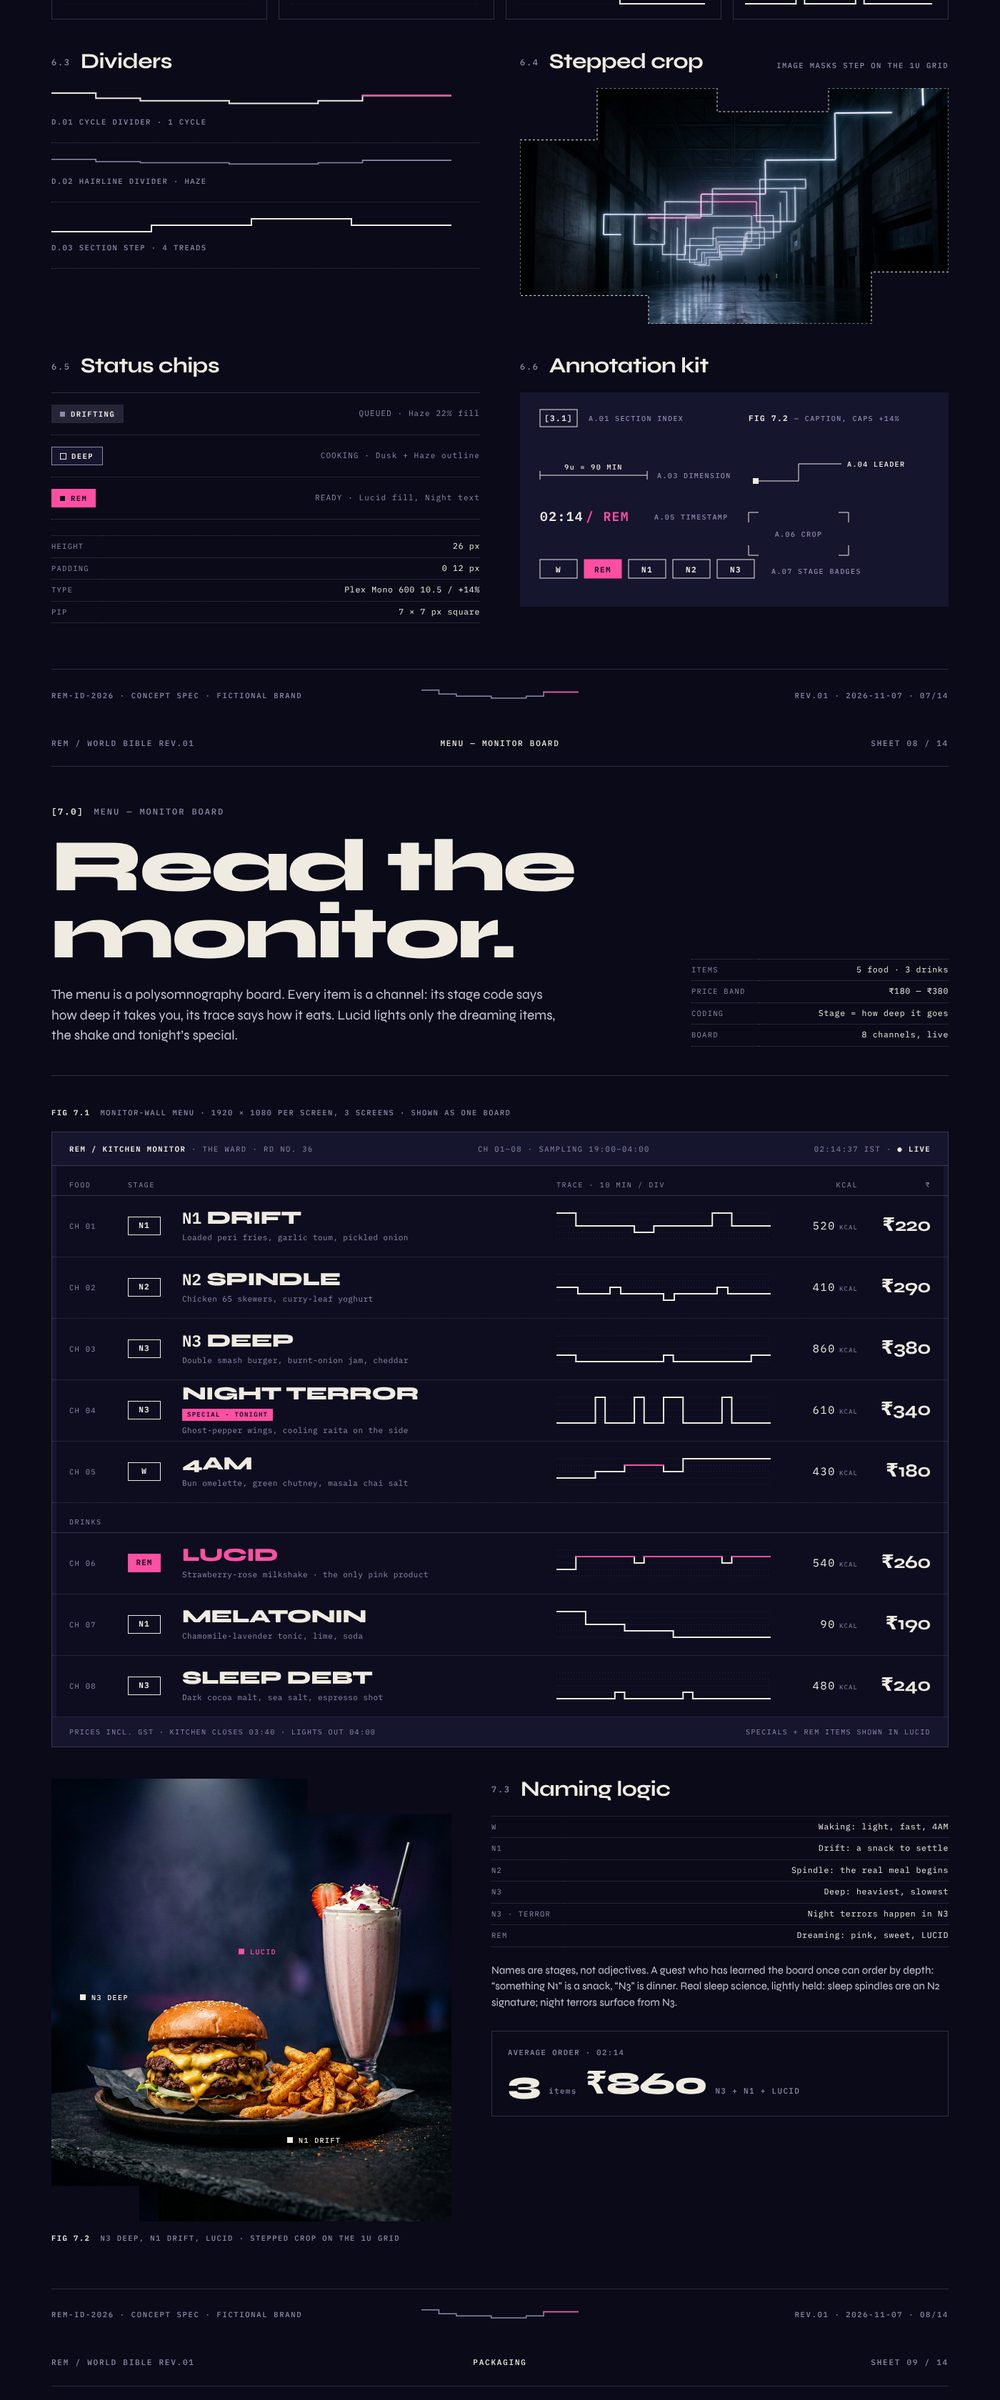 6.3 Dividers
D.01 CYCLE DIVIDER · 1 CYCLE
D.02 HAIRLINE DIVIDER · HAZE
D.03 SECTION STEP · 4 TREADS
6.4 Stepped crop
IMAGE MASKS STEP ON THE 1U GRID
6.5 Status chips
DRIFTING QUEUED · Haze 22% fill
DEEP COOKING · Dusk + Haze outline
REM READY · Lucid fill, Night text
HEIGHT 26 px
PADDING 0 12 px
TYPE Plex Mono 600 10.5 / +14%
PIP 7 × 7 px square
6.6 Annotation kit
[3.1] A.01 SECTION INDEX FIG 7.2 — CAPTION, CAPS +14%
9u = 90 MIN A.03 DIMENSION A.04 LEADER
02:14 / REM A.05 TIMESTAMP A.06 CROP
W REM N1 N2 N3 A.07 STAGE BADGES
REM-ID-2026 · CONCEPT SPEC · FICTIONAL BRAND REV.01 · 2026-11-07 · 07/14
REM / WORLD BIBLE REV.01 MENU — MONITOR BOARD SHEET 08 / 14
[7.0] MENU — MONITOR BOARD
Read the
monitor.
The menu is a polysomnography board. Every item is a channel: its stage code says
how deep it takes you, its trace says how it eats. Lucid lights only the dreaming items,
the shake and tonight's special.
ITEMS 5 food · 3 drinks
PRICE BAND ₹180 — ₹380
CODING Stage = how deep it goes
BOARD 8 channels, live
FIG 7.1 MONITOR-WALL MENU · 1920 × 1080 PER SCREEN, 3 SCREENS · SHOWN AS ONE BOARD
REM / KITCHEN MONITOR · THE WARD · RD NO. 36 CH 01–08 · SAMPLING 19:00–04:00 02:14:37 IST · ● LIVE
FOOD STAGE TRACE · 10 MIN / DIV KCAL ₹
CH 01 N1 N1 DRIFT 520 KCAL ₹220
Loaded peri fries, garlic toum, pickled onion
CH 02 N2 N2 SPINDLE 410 KCAL ₹290
Chicken 65 skewers, curry-leaf yoghurt
CH 03 N3 N3 DEEP 860 KCAL ₹380
Double smash burger, burnt-onion jam, cheddar
CH 04 N3 NIGHT TERROR 610 KCAL ₹340
SPECIAL · TONIGHT
Ghost-pepper wings, cooling raita on the side
CH 05 W 4AM 430 KCAL ₹180
Bun omelette, green chutney, masala chai salt
DRINKS
CH 06 REM LUCID 540 KCAL ₹260
Strawberry-rose milkshake · the only pink product
CH 07 N1 MELATONIN 90 KCAL ₹190
Chamomile-lavender tonic, lime, soda
CH 08 N3 SLEEP DEBT 480 KCAL ₹240
Dark cocoa malt, sea salt, espresso shot
PRICES INCL. GST · KITCHEN CLOSES 03:40 · LIGHTS OUT 04:00 SPECIALS + REM ITEMS SHOWN IN LUCID
LUCID
N3 DEEP
N1 DRIFT
FIG 7.2 N3 DEEP, N1 DRIFT, LUCID · STEPPED CROP ON THE 1U GRID
7.3 Naming logic
W Waking: light, fast, 4AM
N1 Drift: a snack to settle
N2 Spindle: the real meal begins
N3 Deep: heaviest, slowest
N3 · TERROR Night terrors happen in N3
REM Dreaming: pink, sweet, LUCID
Names are stages, not adjectives. A guest who has learned the board once can order by depth:
“something N1” is a snack, “N3” is dinner. Real sleep science, lightly held: sleep spindles are an N2
signature; night terrors surface from N3.
AVERAGE ORDER · 02:14
3 items ₹860 N3 + N1 + LUCID
REM-ID-2026 · CONCEPT SPEC · FICTIONAL BRAND REV.01 · 2026-11-07 · 08/14
REM / WORLD BIBLE REV.01 PACKAGING SHEET 09 / 14